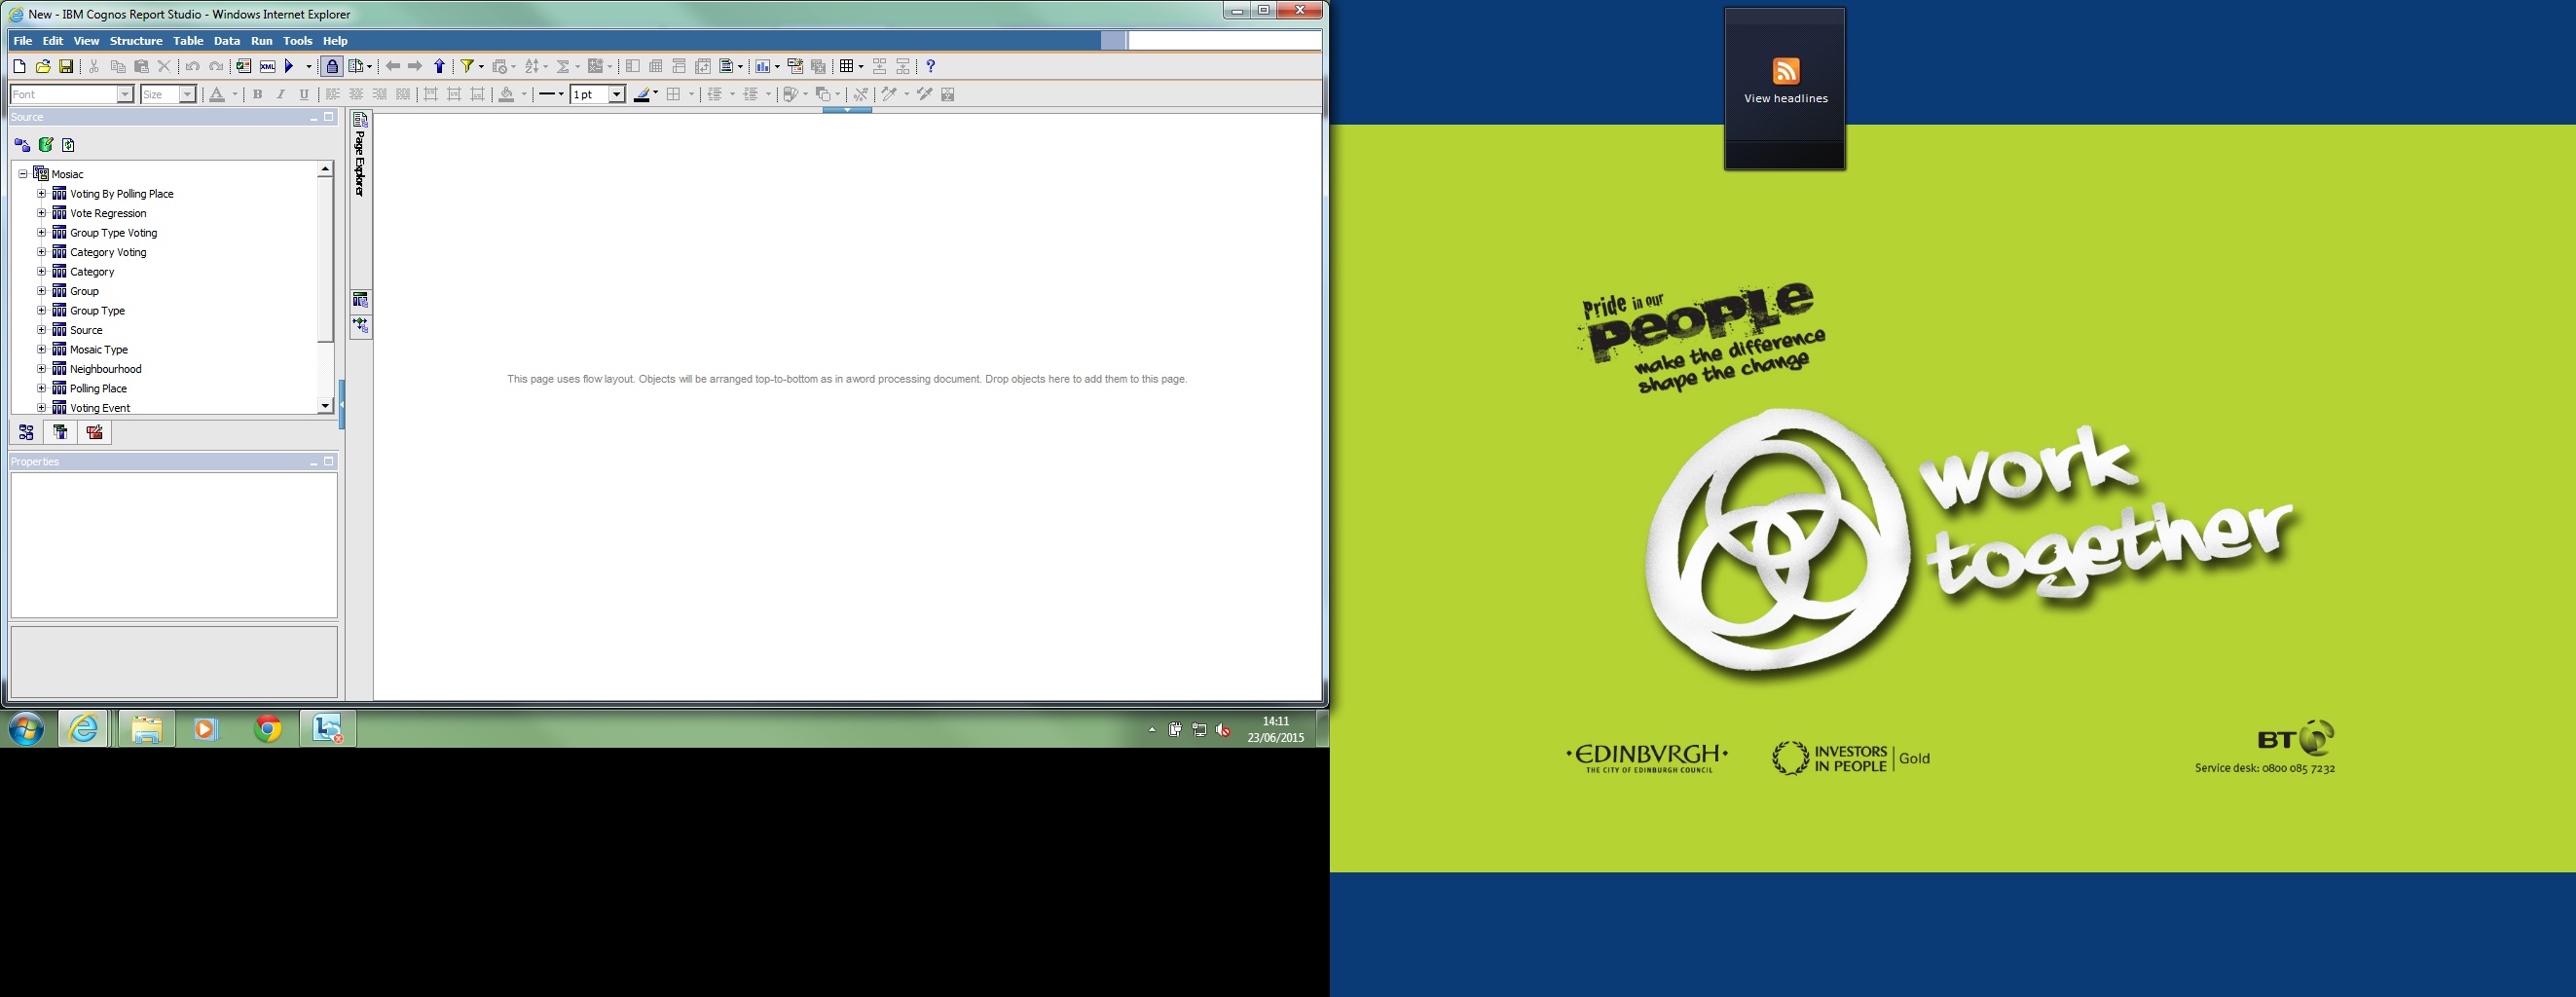 New - IBM Cognos Report Studio - Windows Internet Explorer
File Edit View Structure Table Data Run Tools Help
XML
Font Size A B I U 1 pt
Source
Page Explorer
Mosiac
Voting By Polling Place
Vote Regression
Group Type Voting
Category Voting
Category
Group
Group Type
Source
Mosaic Type
Neighbourhood
Polling Place
Voting Event
Properties
This page uses flow layout. Objects will be arranged top-to-bottom as in aword processing document. Drop objects here to add them to this page.
14:11
23/06/2015
View headlines
Pride in our
PEOPLE
make the difference
shape the change
work
together
·EDINBVRGH·
THE CITY OF EDINBURGH COUNCIL
INVESTORS
IN PEOPLE
Gold
BT
Service desk: 0800 085 7232